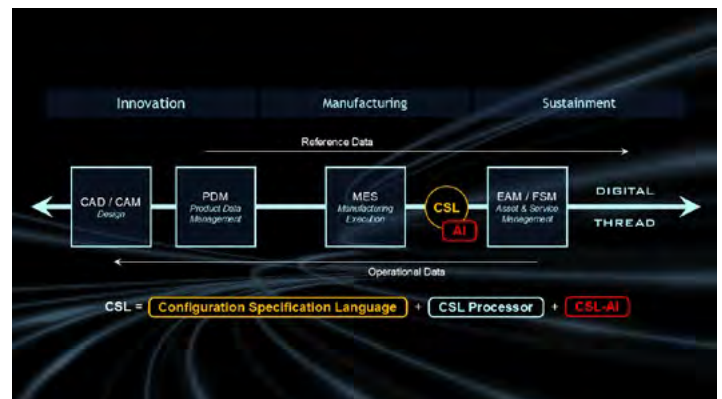 Innovation
Manufacturing
Sustainment
Reference Data
CAD / CAM
Design
PDM
Product Data
Management
MES
Manufacturing
Execution
CSL
AI
EAM / FSM
Asset & Service
Management
DIGITAL
THREAD
Operational Data
CSL = Configuration Specification Language + CSL Processor + CSL-AI